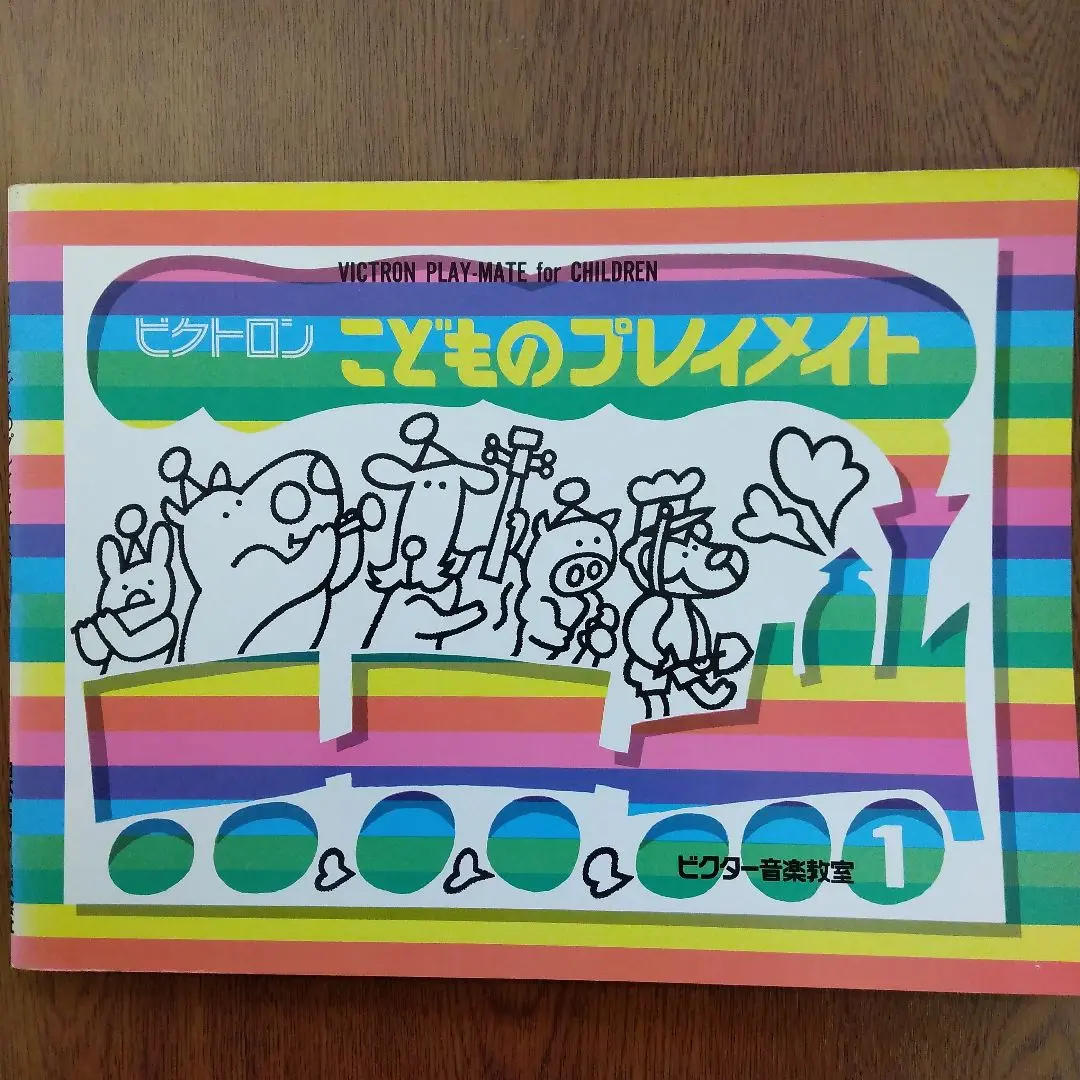 VICTRON PLAY-MATE for CHILDREN
ビクトロン こどものプレイメイト
ビクター音楽教室 1